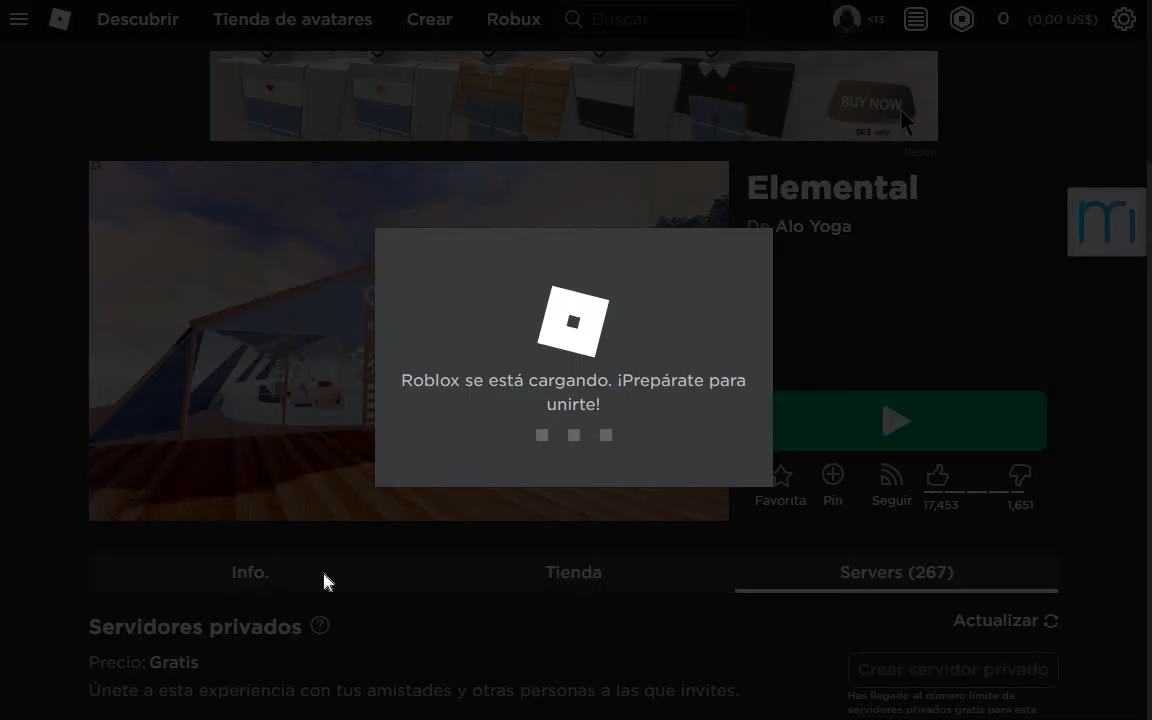 Descubrir Tienda de avatares Crear Robux Buscar <13 0 (0,00 US$)
BUY NOW
5R$ only
Report
Elemental
De Alo Yoga
Roblox se está cargando. ¡Prepárate para
unirte!
Favorita Pin Seguir 17,453 1,651
Info. Tienda Servers (267)
Servidores privados
Actualizar
Precio: Gratis
Crear servidor privado
Únete a esta experiencia con tus amistades y otras personas a las que invites.
Has llegado al número límite de
servidores privados gratis para esta